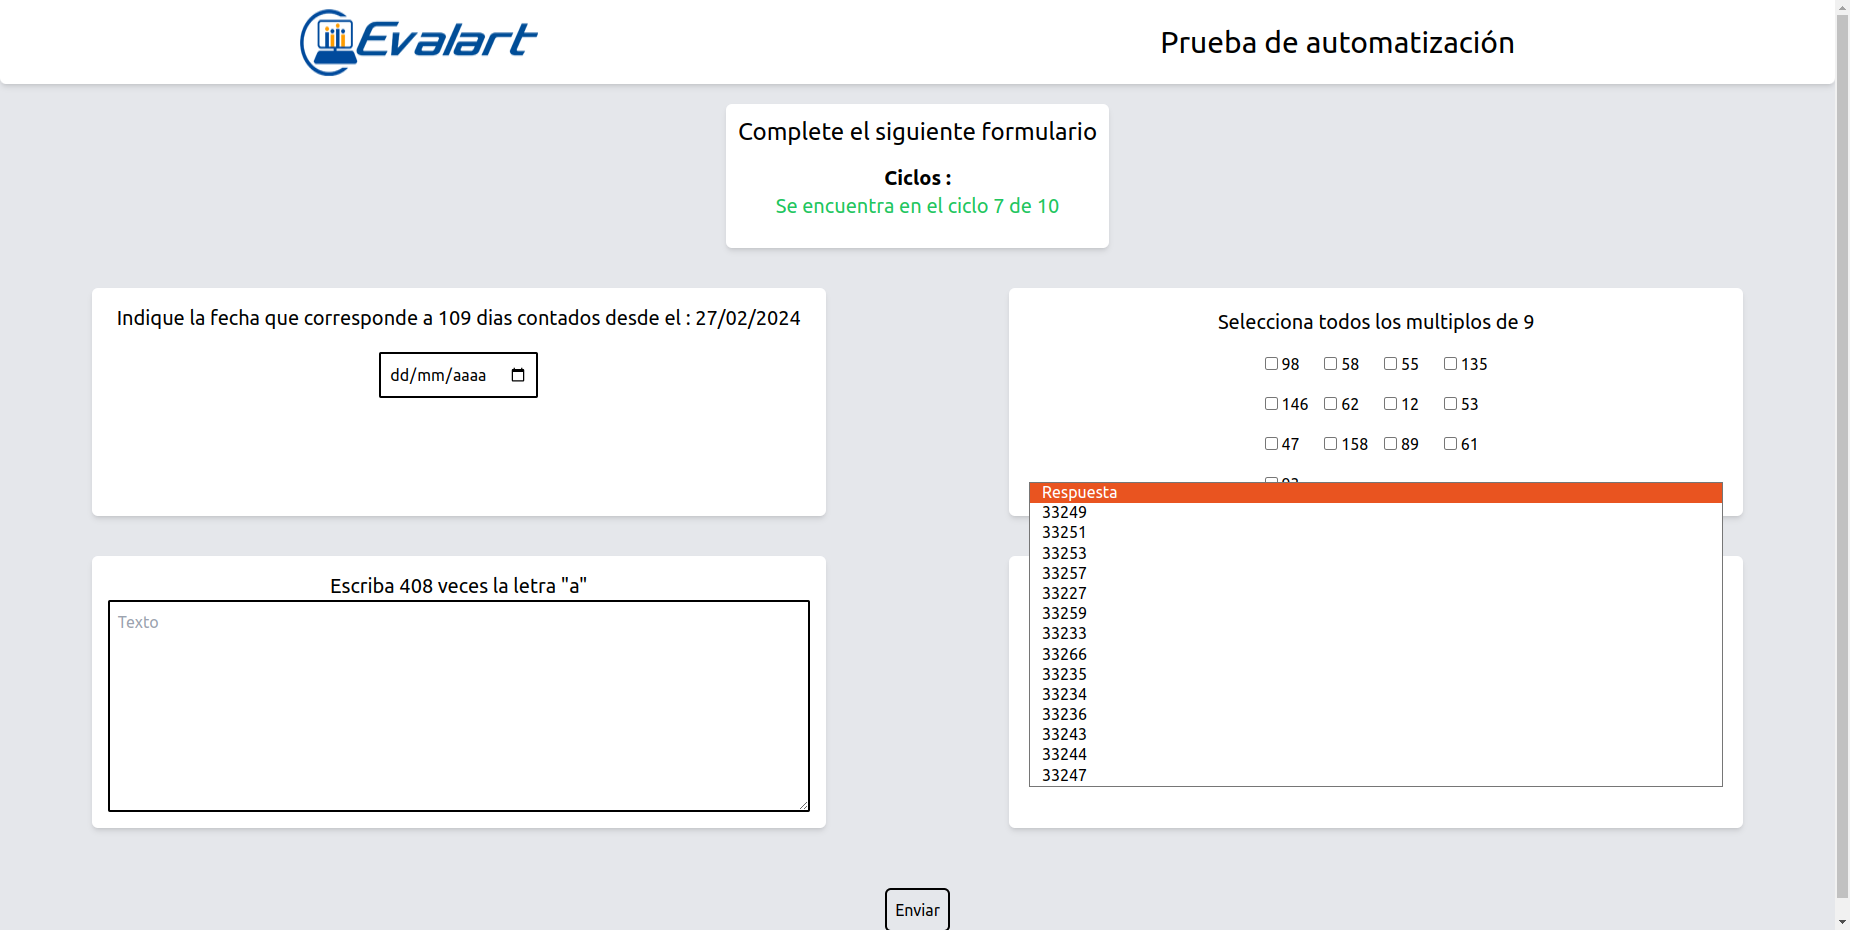 Evalart
Prueba de automatización
Complete el siguiente formulario
Ciclos :
Se encuentra en el ciclo 7 de 10
Indique la fecha que corresponde a 109 dias contados desde el : 27/02/2024
dd/mm/aaaa
Selecciona todos los multiplos de 9
98 58 55 135
146 62 12 53
47 158 89 61
Escriba 408 veces la letra "a"
Texto
Respuesta
33249
33251
33253
33257
33227
33259
33233
33266
33235
33234
33236
33243
33244
33247
Enviar